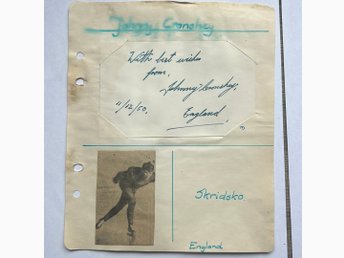 Johnny Cronshey
With best wishes
from,
Johnny Cronshey,
11/12/50.
England
Skridsko
England